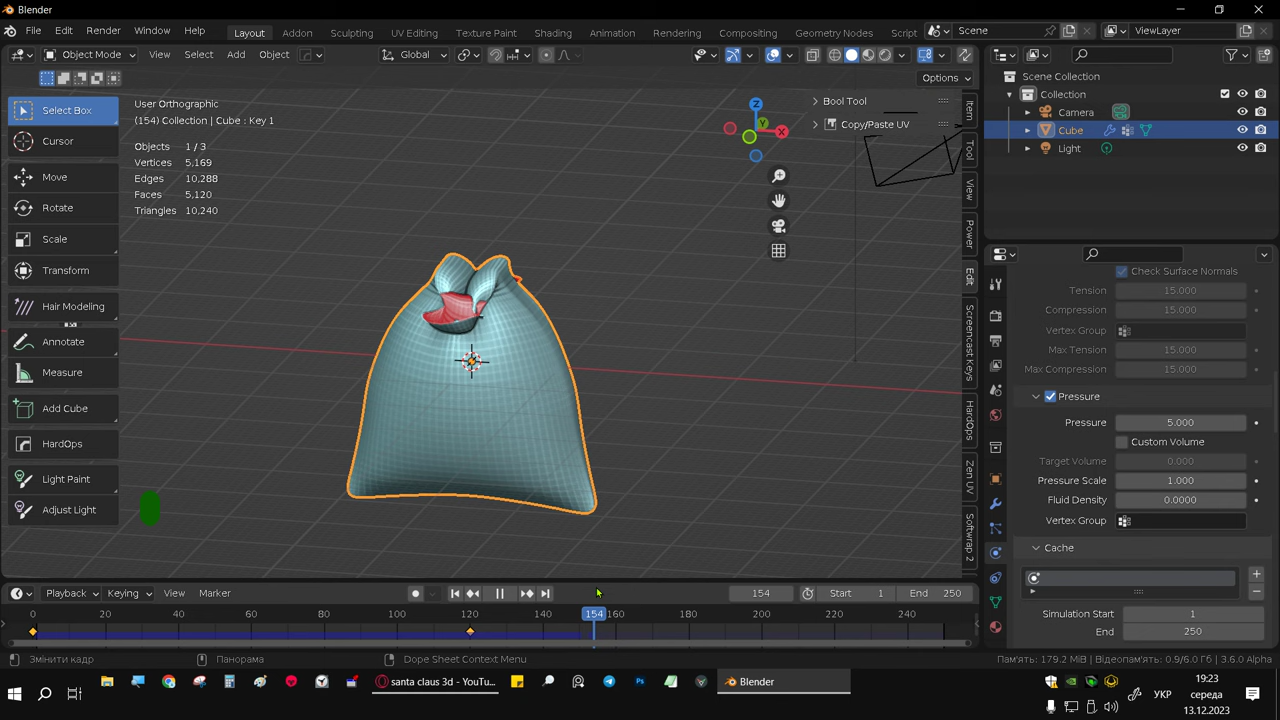 Blender
File Edit Render Window Help Layout Addon Sculpting UV Editing Texture Paint Shading Animation Rendering Compositing Geometry Nodes Script Scene ViewLayer
Object Mode View Select Add Object Global
Options
Select Box
Cursor
Move
Rotate
Scale
Transform
Hair Modeling
Annotate
Measure
Add Cube
HardOps
Light Paint
Adjust Light
User Orthographic
(154) Collection | Cube : Key 1
Objects 1 / 3
Vertices 5,169
Edges 10,288
Faces 5,120
Triangles 10,240
Z
Y
X
Bool Tool
Copy/Paste UV
Item
Tool
View
Power
Edit
Screencast Keys
HardOps
Zen UV
Softwrap 2
Scene Collection
Collection
Camera
Cube
Light
Check Surface Normals
Tension 15.000
Compression 15.000
Vertex Group
Max Tension 15.000
Max Compression 15.000
Pressure
Pressure 5.000
Custom Volume
Target Volume 0.000
Pressure Scale 1.000
Fluid Density 0.0000
Vertex Group
Cache
Simulation Start 1
End 250
Playback Keying View Marker 154 Start 1 End 250
0 20 40 60 80 100 120 140 154 160 180 200 220 240
Змінити кадр Панорама Dope Sheet Context Menu Пам'ять: 179.2 MiB | Відеопам'ять: 0.9/6.0 Гб | 3.6.0 Alpha
santa claus 3d - YouTu... Blender УКР
19:23
середа
13.12.2023